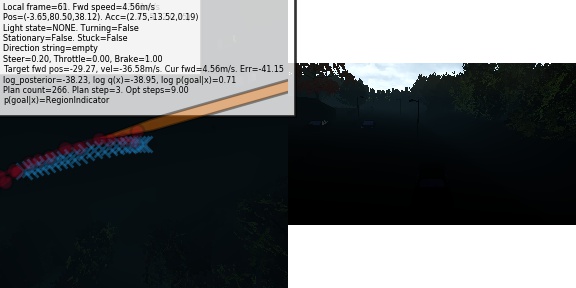 Local frame=61. Fwd speed=4.56m/s
Pos=(-3.65,80.50,38.12). Acc=(2.75,-13.52,0.19)
Light state=NONE. Turning=False
Stationary=False. Stuck=False
Direction string=empty
Steer=0.20, Throttle=0.00, Brake=1.00
Target fwd pos=-29.27, vel=-36.58m/s. Cur fwd=4.56m/s. Err=-41.15
log_posterior=-38.23, log q(x)=-38.95, log p(goal|x)=0.71
Plan count=266. Plan step=3. Opt steps=9.00
p(goal|x)=RegionIndicator